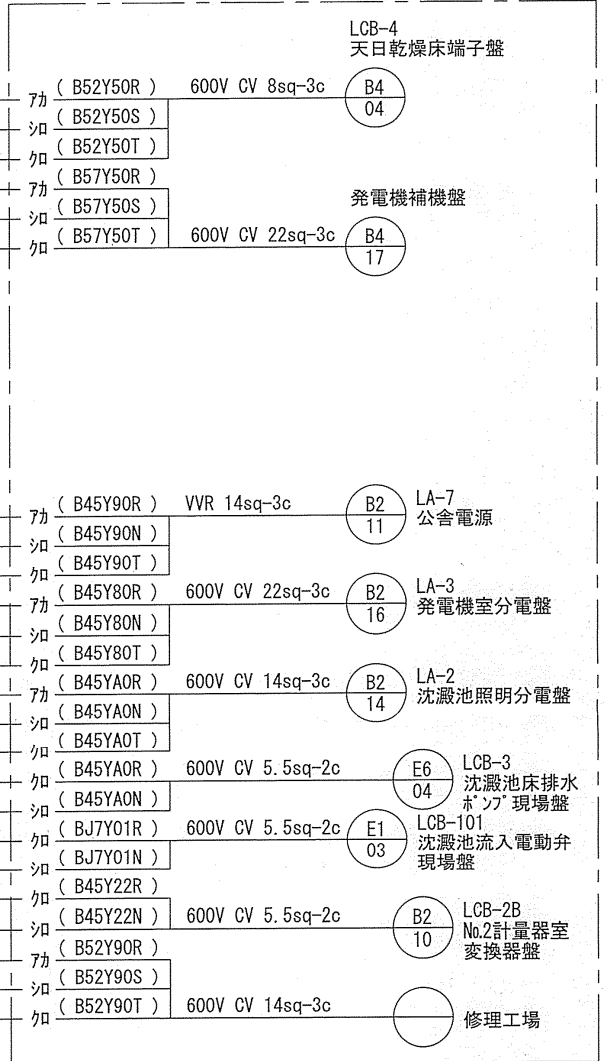 LCB-4
天日乾燥床端子盤
ｱｶ ( B52Y50R ) 600V CV 8sq-3c B4
04
ｼﾛ ( B52Y50S )
ｸﾛ ( B52Y50T )
ｱｶ ( B57Y50R )
発電機補機盤
ｼﾛ ( B57Y50S )
ｸﾛ ( B57Y50T ) 600V CV 22sq-3c B4
17
ｱｶ ( B45Y90R ) VVR 14sq-3c B2
11
LA-7
公舎電源
ｼﾛ ( B45Y90N )
ｸﾛ ( B45Y90T )
ｱｶ ( B45Y80R ) 600V CV 22sq-3c B2
16
LA-3
発電機室分電盤
ｼﾛ ( B45Y80N )
ｸﾛ ( B45Y80T )
ｱｶ ( B45YA0R ) 600V CV 14sq-3c B2
14
LA-2
沈澱池照明分電盤
ｼﾛ ( B45YA0N )
ｸﾛ ( B45YA0T )
ｸﾛ ( B45YA0R ) 600V CV 5.5sq-2c E6
04
LCB-3
沈澱池床排水
ﾎﾟﾝﾌﾟ現場盤
ｼﾛ ( B45YA0N )
ｸﾛ ( BJ7Y01R ) 600V CV 5.5sq-2c E1
03
LCB-101
沈澱池流入電動弁
現場盤
ｼﾛ ( BJ7Y01N )
ｸﾛ ( B45Y22R )
ｼﾛ ( B45Y22N ) 600V CV 5.5sq-2c B2
10
LCB-2B
№2計量器室
変換器盤
ｱｶ ( B52Y90R )
ｼﾛ ( B52Y90S )
ｸﾛ ( B52Y90T ) 600V CV 14sq-3c
修理工場